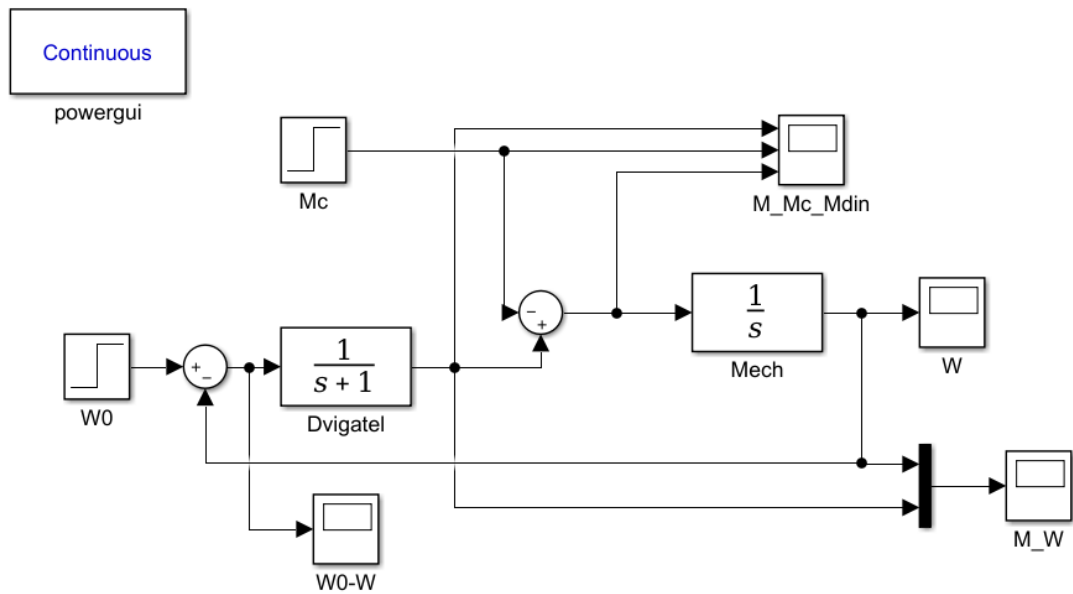 Continuous
powergui
Mc
M_Mc_Mdin
− +
1
s
Mech
W
+ −
1
s + 1
W0
Dvigatel
W0-W
M_W